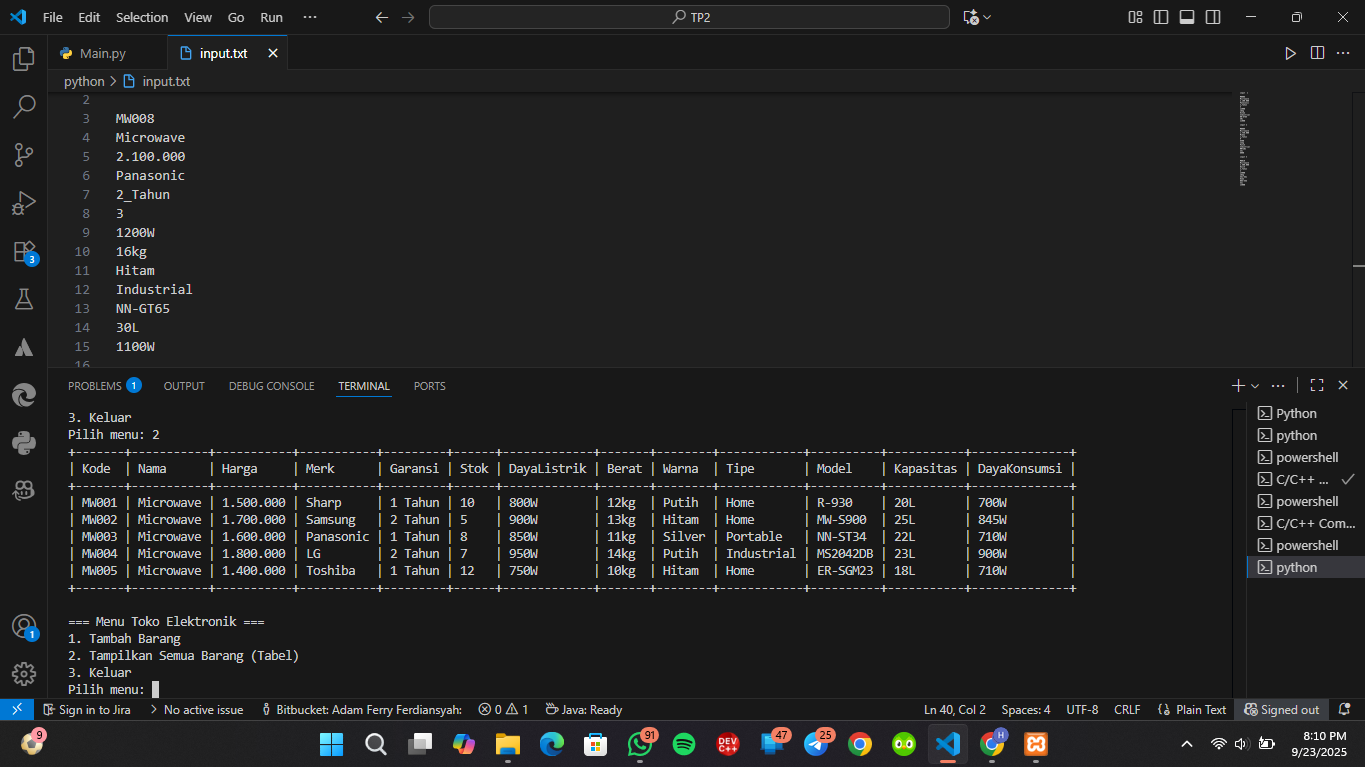 File Edit Selection View Go Run ··· TP2
Main.py input.txt
python > input.txt
2
3 MW008
4 Microwave
5 2.100.000
6 Panasonic
7 2_Tahun
8 3
9 1200W
10 16kg
11 Hitam
12 Industrial
13 NN-GT65
14 30L
15 1100W
16
PROBLEMS 1 OUTPUT DEBUG CONSOLE TERMINAL PORTS
3. Keluar
Pilih menu: 2
+-------+-----------+-----------+-----------+---------+------+-------------+-------+--------+------------+----------+-----------+--------------+
| Kode | Nama | Harga | Merk | Garansi | Stok | DayaListrik | Berat | Warna | Tipe | Model | Kapasitas | DayaKonsumsi |
+-------+-----------+-----------+-----------+---------+------+-------------+-------+--------+------------+----------+-----------+--------------+
| MW001 | Microwave | 1.500.000 | Sharp | 1 Tahun | 10 | 800W | 12kg | Putih | Home | R-930 | 20L | 700W |
| MW002 | Microwave | 1.700.000 | Samsung | 2 Tahun | 5 | 900W | 13kg | Hitam | Home | MW-S900 | 25L | 845W |
| MW003 | Microwave | 1.600.000 | Panasonic | 1 Tahun | 8 | 850W | 11kg | Silver | Portable | NN-ST34 | 22L | 710W |
| MW004 | Microwave | 1.800.000 | LG | 2 Tahun | 7 | 950W | 14kg | Putih | Industrial | MS2042DB | 23L | 900W |
| MW005 | Microwave | 1.400.000 | Toshiba | 1 Tahun | 12 | 750W | 10kg | Hitam | Home | ER-SGM23 | 18L | 710W |
+-------+-----------+-----------+-----------+---------+------+-------------+-------+--------+------------+----------+-----------+--------------+
=== Menu Toko Elektronik ===
1. Tambah Barang
2. Tampilkan Semua Barang (Tabel)
3. Keluar
Pilih menu:
Python
python
powershell
C/C++ ...
powershell
C/C++ Com...
powershell
python
3
1
Sign in to Jira No active issue Bitbucket: Adam Ferry Ferdiansyah: 0 1 Java: Ready Ln 40, Col 2 Spaces: 4 UTF-8 CRLF {} Plain Text Signed out
9 91 DEV C++ 47 25 H 8:10 PM
9/23/2025